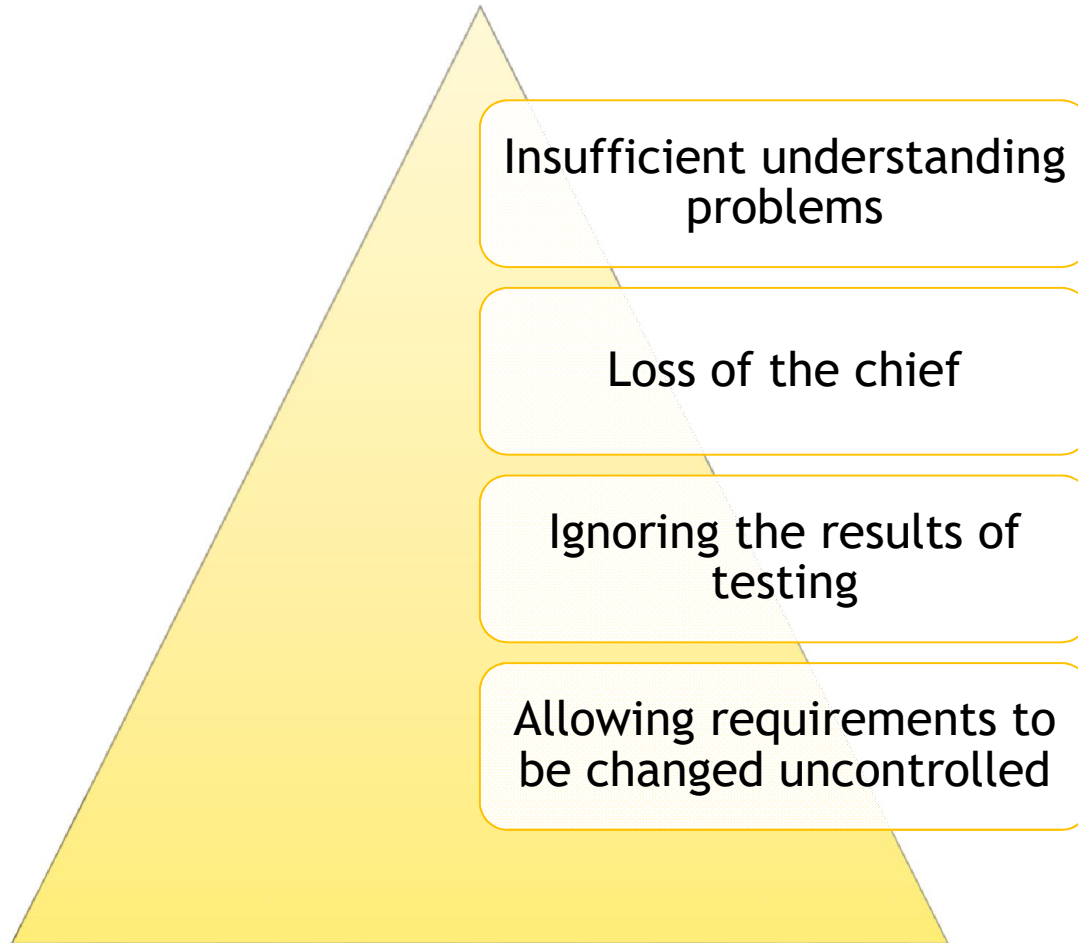 Insufficient understanding
problems
Loss of the chief
Ignoring the results of
testing
Allowing requirements to
be changed uncontrolled